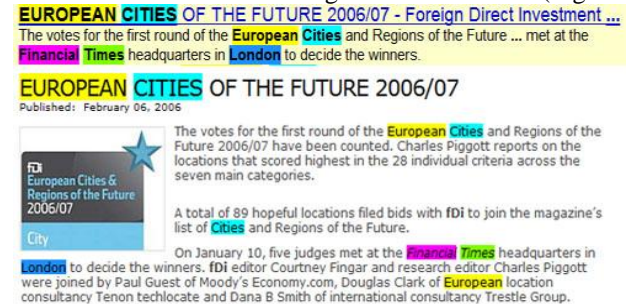 EUROPEAN CITIES OF THE FUTURE 2006/07 - Foreign Direct Investment ...
The votes for the first round of the European Cities and Regions of the Future ... met at the
Financial Times headquarters in London to decide the winners.
EUROPEAN CITIES OF THE FUTURE 2006/07
Published: February 06, 2006
fDi
European Cities &
Regions of the Future
2006/07
City
The votes for the first round of the European Cities and Regions of the
Future 2006/07 have been counted. Charles Piggott reports on the
locations that scored highest in the 28 individual criteria across the
seven main categories.
A total of 89 hopeful locations filed bids with fDi to join the magazine's
list of Cities and Regions of the Future.
On January 10, five judges met at the Financial Times headquarters in
London to decide the winners. fDi editor Courtney Fingar and research editor Charles Piggott
were joined by Paul Guest of Moody's Economy.com, Douglas Clark of European location
consultancy Tenon techlocate and Dana B Smith of international consultancy Trestle Group.